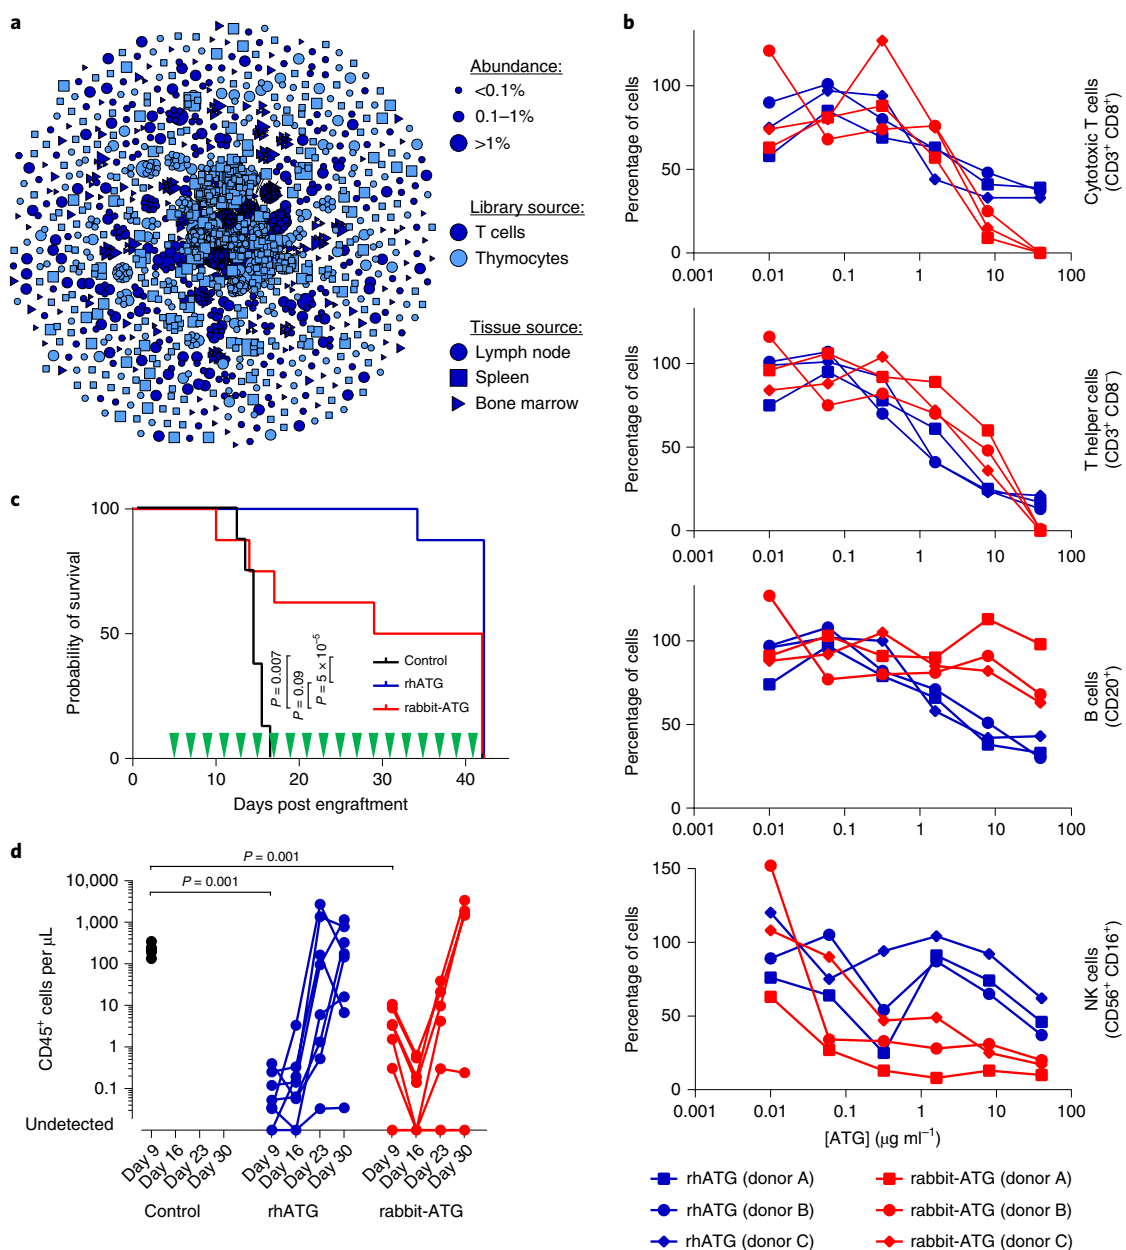 a
Abundance:
<0.1%
0.1–1%
>1%
Library source:
T cells
Thymocytes
Tissue source:
Lymph node
Spleen
Bone marrow
b
Percentage of cells
100
50
0
0.001 0.01 0.1 1 10 100
Cytotoxic T cells
(CD3⁺ CD8⁺)
Percentage of cells
100
50
0
0.001 0.01 0.1 1 10 100
T helper cells
(CD3⁺ CD8⁻)
Percentage of cells
100
50
0
0.001 0.01 0.1 1 10 100
B cells
(CD20⁺)
Percentage of cells
150
100
50
0
0.001 0.01 0.1 1 10 100
NK cells
(CD56⁺ CD16⁺)
[ATG] (μg ml⁻¹)
rhATG (donor A)
rhATG (donor B)
rhATG (donor C)
rabbit-ATG (donor A)
rabbit-ATG (donor B)
rabbit-ATG (donor C)
c
Probability of survival
100
50
0
P = 0.007
P = 0.09
P = 5 × 10⁻⁵
Control
rhATG
rabbit-ATG
0 10 20 30 40
Days post engraftment
d
P = 0.001
P = 0.001
CD45⁺ cells per μL
10,000
1,000
100
10
1
0.1
Undetected
Day 9 Day 16 Day 23 Day 30
Day 9 Day 16 Day 23 Day 30
Day 9 Day 16 Day 23 Day 30
Control rhATG rabbit-ATG